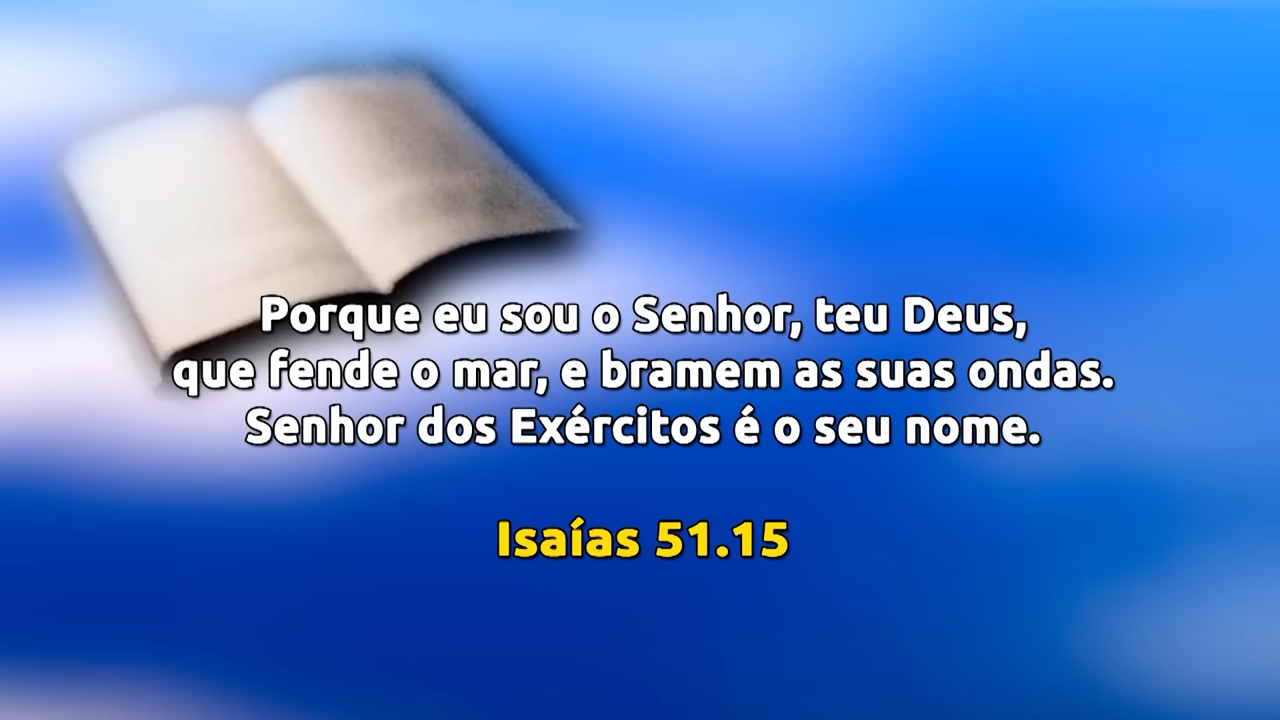 Porque eu sou o Senhor, teu Deus,
que fende o mar, e bramem as suas ondas.
Senhor dos Exércitos é o seu nome.
Isaías 51.15